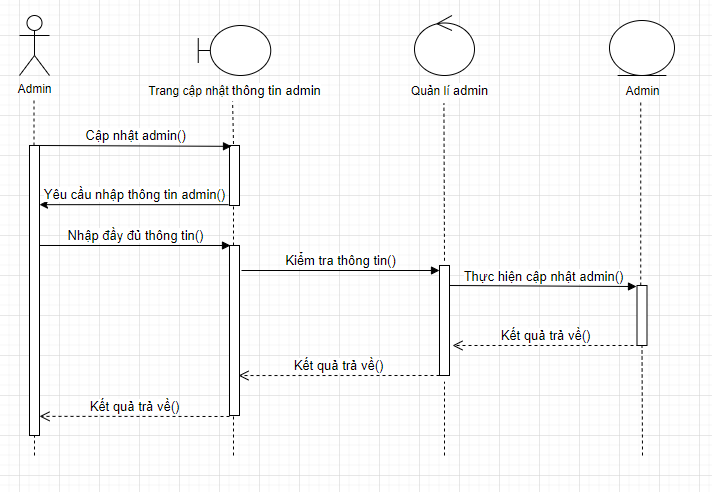 Admin
Trang cập nhật thông tin admin
Quản lí admin
Admin
Cập nhật admin()
Yêu cầu nhập thông tin admin()
Nhập đầy đủ thông tin()
Kiểm tra thông tin()
Thực hiện cập nhật admin()
Kết quả trả về()
Kết quả trả về()
Kết quả trả về()